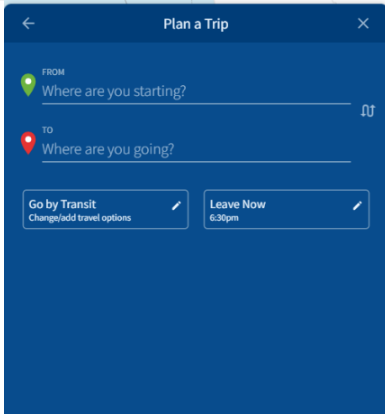 Plan a Trip
FROM
Where are you starting?
TO
Where are you going?
Go by Transit
Change/add travel options
Leave Now
6:30pm